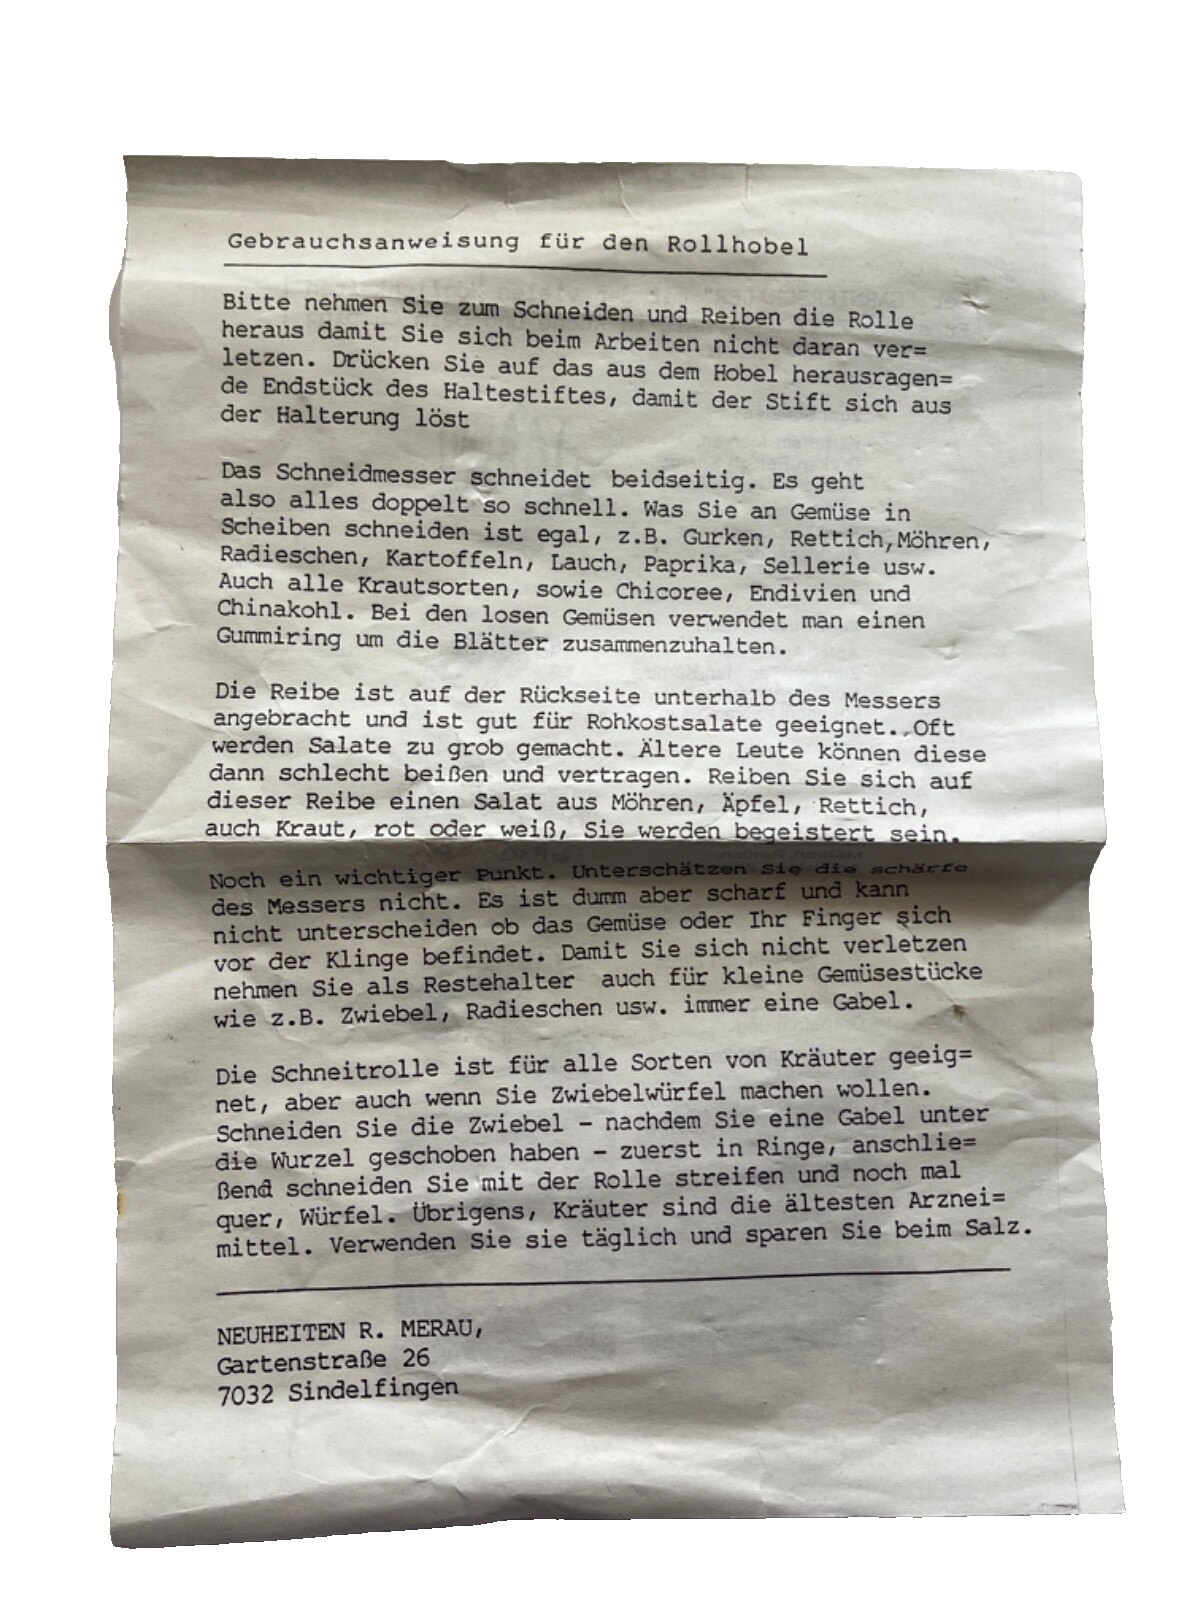 Gebrauchsanweisung für den Rollhobel
Bitte nehmen Sie zum Schneiden und Reiben die Rolle
heraus damit Sie sich beim Arbeiten nicht daran ver=
letzen. Drücken Sie auf das aus dem Hobel herausragen=
de Endstück des Haltestiftes, damit der Stift sich aus
der Halterung löst
Das Schneidmesser schneidet beidseitig. Es geht
also alles doppelt so schnell. Was Sie an Gemüse in
Scheiben schneiden ist egal, z.B. Gurken, Rettich,Möhren,
Radieschen, Kartoffeln, Lauch, Paprika, Sellerie usw.
Auch alle Krautsorten, sowie Chicoree, Endivien und
Chinakohl. Bei den losen Gemüsen verwendet man einen
Gummiring um die Blätter zusammenzuhalten.
Die Reibe ist auf der Rückseite unterhalb des Messers
angebracht und ist gut für Rohkostsalate geeignet. Oft
werden Salate zu grob gemacht. Ältere Leute können diese
dann schlecht beißen und vertragen. Reiben Sie sich auf
dieser Reibe einen Salat aus Möhren, Äpfel, Rettich,
auch Kraut, rot oder weiß, Sie werden begeistert sein.
Noch ein wichtiger Punkt. Unterschätzen Sie die schärfe
des Messers nicht. Es ist dumm aber scharf und kann
nicht unterscheiden ob das Gemüse oder Ihr Finger sich
vor der Klinge befindet. Damit Sie sich nicht verletzen
nehmen Sie als Restehalter auch für kleine Gemüsestücke
wie z.B. Zwiebel, Radieschen usw. immer eine Gabel.
Die Schneitrolle ist für alle Sorten von Kräuter geeig=
net, aber auch wenn Sie Zwiebelwürfel machen wollen.
Schneiden Sie die Zwiebel - nachdem Sie eine Gabel unter
die Wurzel geschoben haben - zuerst in Ringe, anschlie=
ßend schneiden Sie mit der Rolle streifen und noch mal
quer, Würfel. Übrigens, Kräuter sind die ältesten Arznei=
mittel. Verwenden Sie sie täglich und sparen Sie beim Salz.
NEUHEITEN R. MERAU,
Gartenstraße 26
7032 Sindelfingen